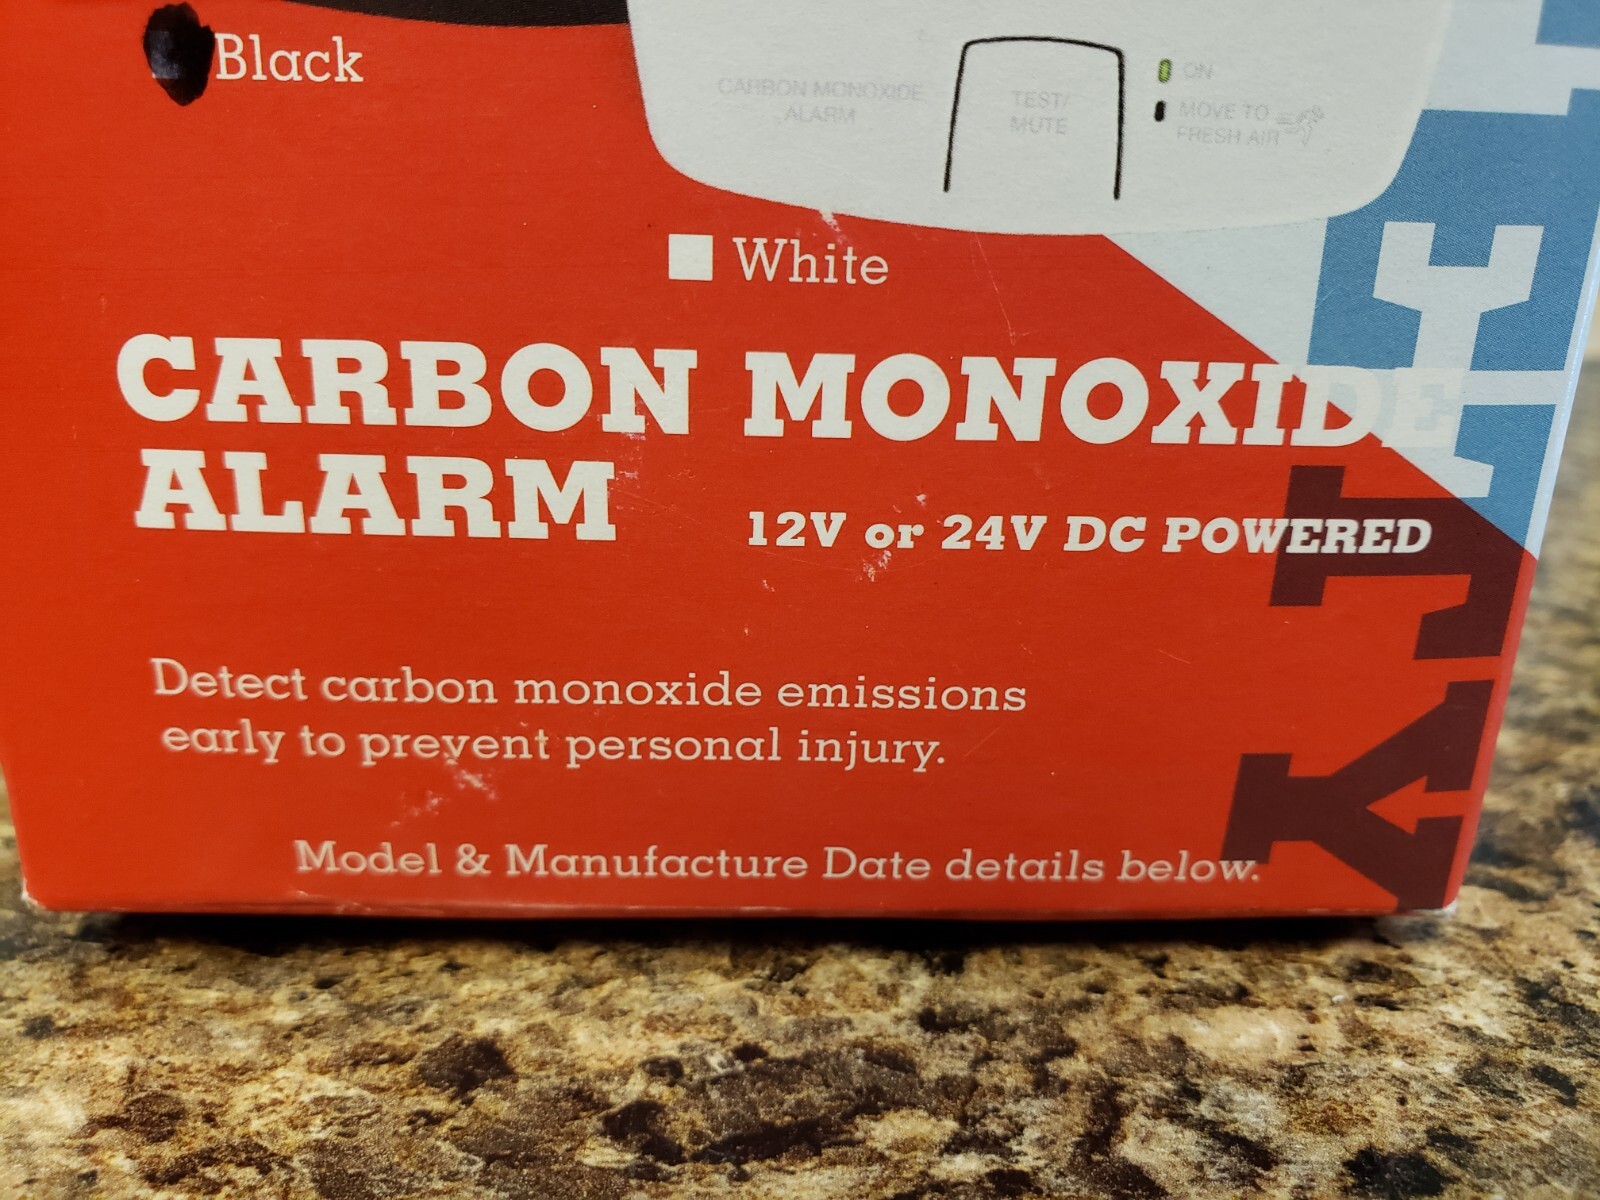 Black
CARBON MONOXIDE
ALARM
TEST/
MUTE
ON
MOVE TO
FRESH AIR
White
CARBON MONOXIDE
ALARM
12V or 24V DC POWERED
Detect carbon monoxide emissions
early to prevent personal injury.
Model & Manufacture Date details below.
ETY